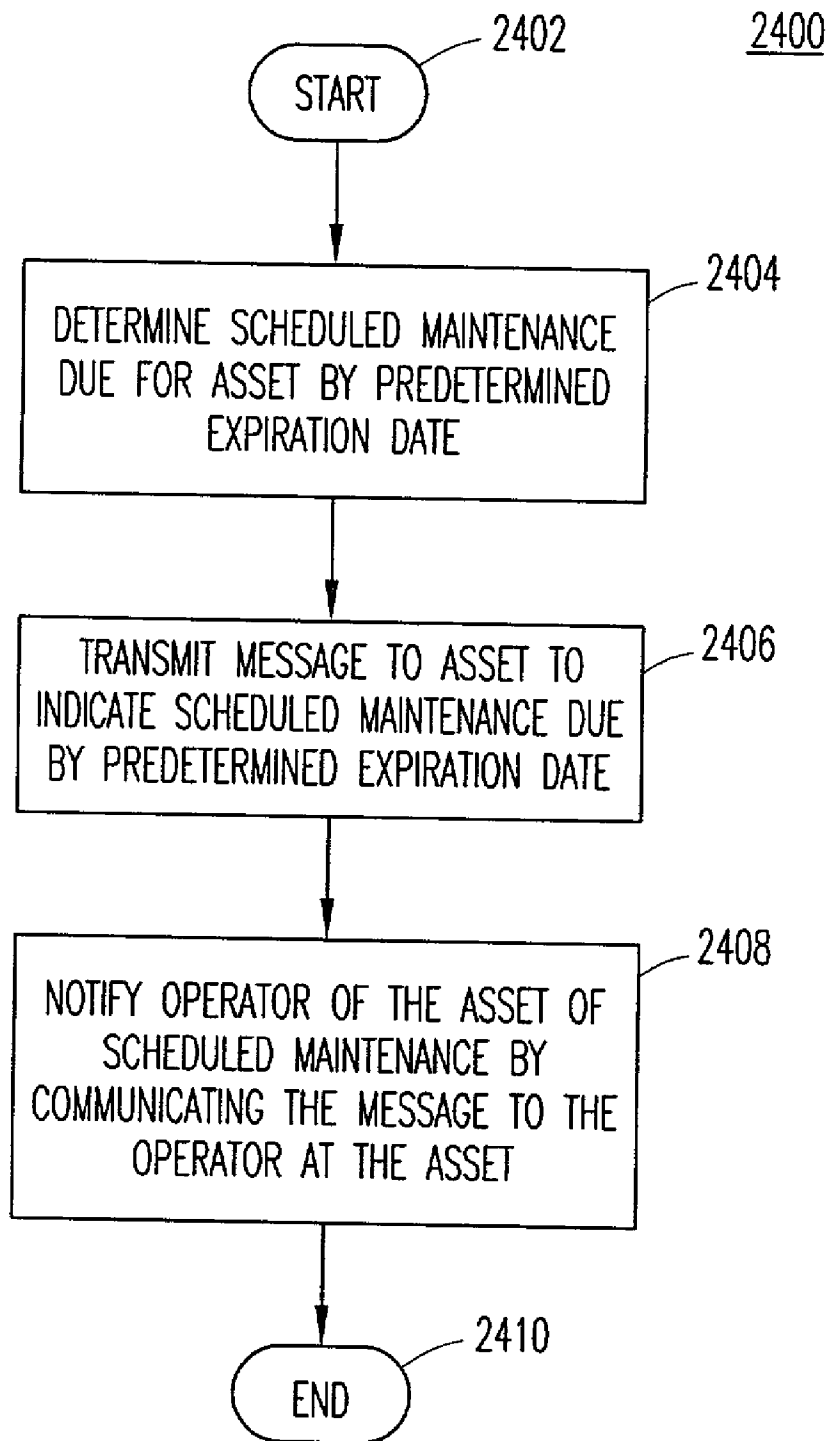 2400
2402
START
2404
DETERMINE SCHEDULED MAINTENANCE
DUE FOR ASSET BY PREDETERMINED
EXPIRATION DATE
2406
TRANSMIT MESSAGE TO ASSET TO
INDICATE SCHEDULED MAINTENANCE DUE
BY PREDETERMINED EXPIRATION DATE
2408
NOTIFY OPERATOR OF THE ASSET OF
SCHEDULED MAINTENANCE BY
COMMUNICATING THE MESSAGE TO THE
OPERATOR AT THE ASSET
2410
END